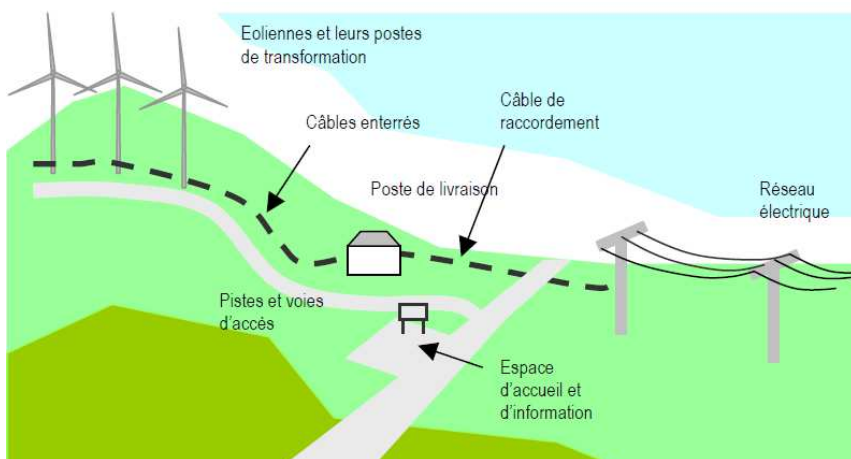 Eoliennes et leurs postes
de transformation
Câbles enterrés
Câble de
raccordement
Poste de livraison
Réseau
électrique
Pistes et voies
d'accès
Espace
d'accueil et
d'information